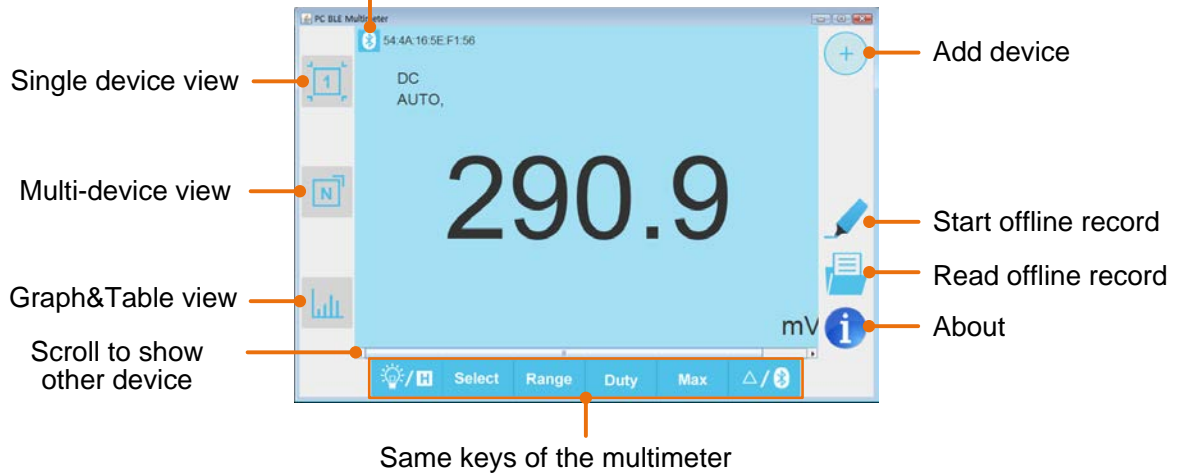 PC BLE Multimeter
54:4A:16:5E:F1:56
Add device
Single device view
1
DC
AUTO,
290.9
Multi-device view
N
Start offline record
Read offline record
Graph&Table view
mV
i
About
Scroll to show
other device
/H Select Range Duty Max △/
Same keys of the multimeter